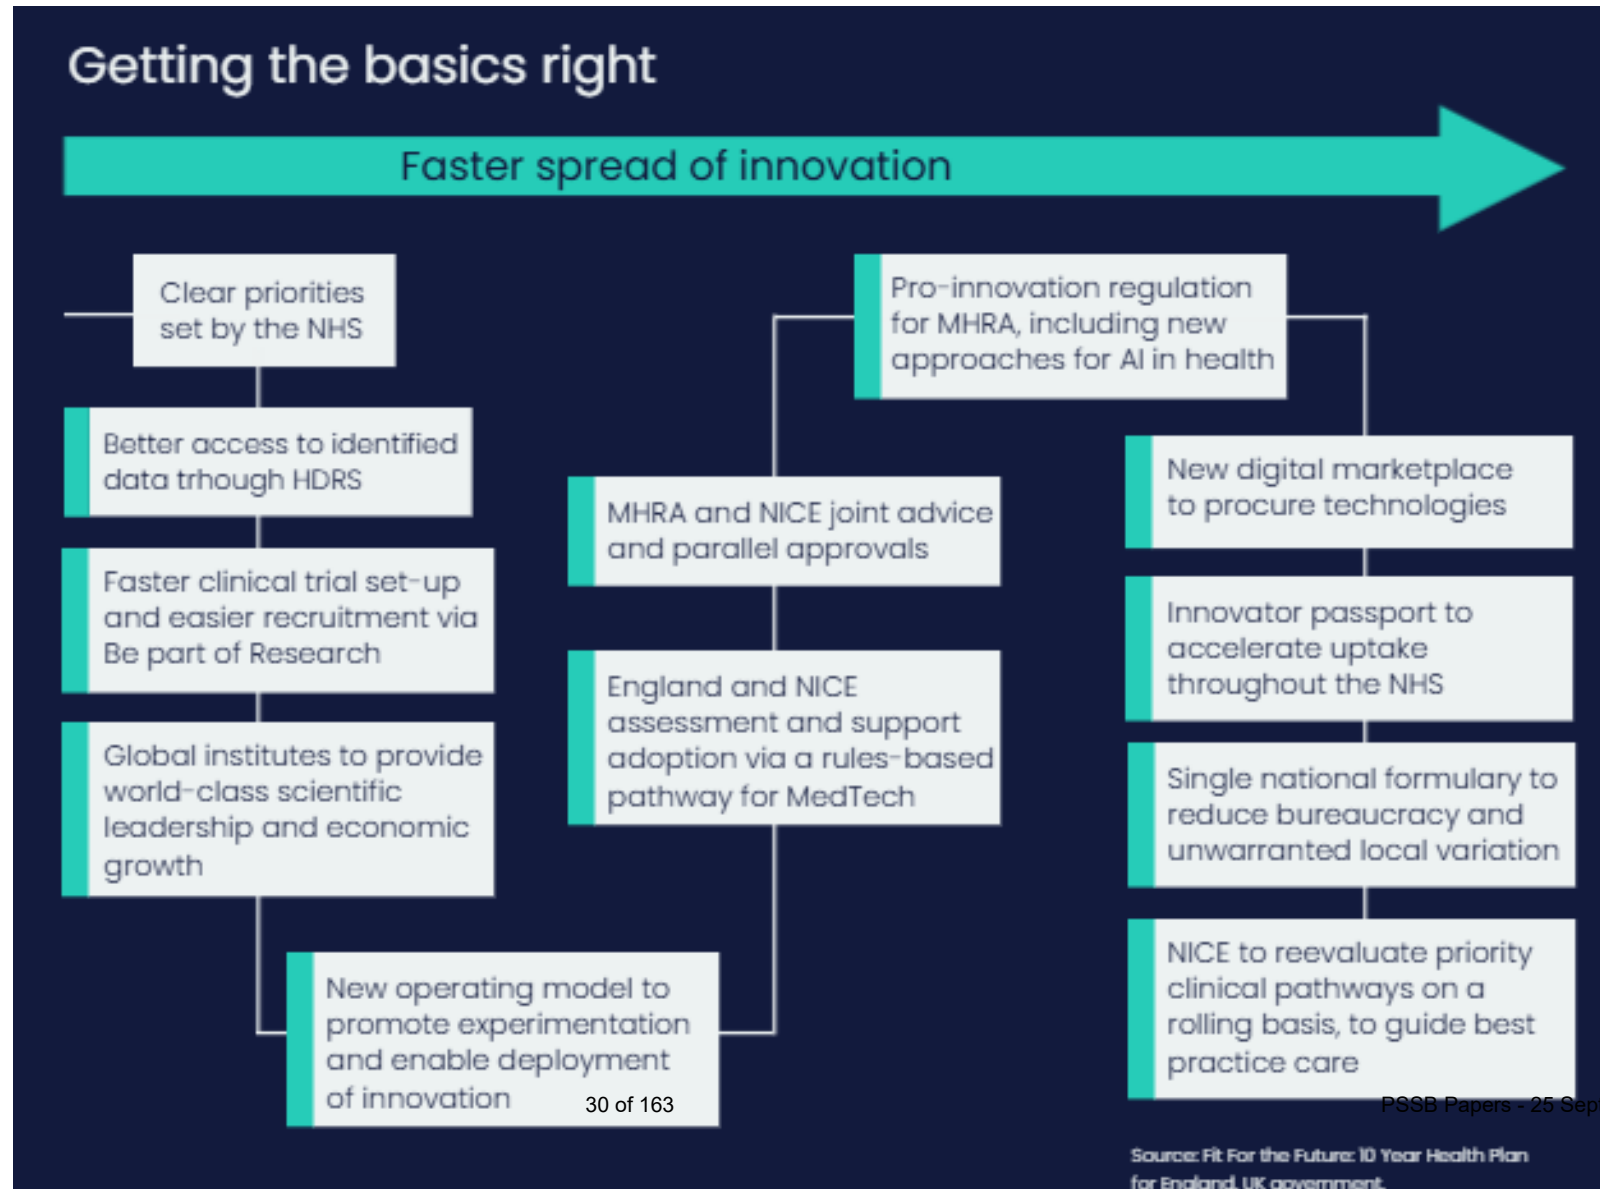 Getting the basics right
Faster spread of innovation
Clear priorities
set by the NHS
Better access to identified
data trhough HDRS
Faster clinical trial set-up
and easier recruitment via
Be part of Research
Global institutes to provide
world-class scientific
leadership and economic
growth
New operating model to
promote experimentation
and enable deployment
of innovation
England and NICE
assessment and support
adoption via a rules-based
pathway for MedTech
MHRA and NICE joint advice
and parallel approvals
Pro-innovation regulation
for MHRA, including new
approaches for AI in health
New digital marketplace
to procure technologies
Innovator passport to
accelerate uptake
throughout the NHS
Single national formulary to
reduce bureaucracy and
unwarranted local variation
NICE to reevaluate priority
clinical pathways on a
rolling basis, to guide best
practice care
30 of 163
PSSB Papers - 25 Sept
Source: Fit For the Future: 10 Year Health Plan
for England, UK government.